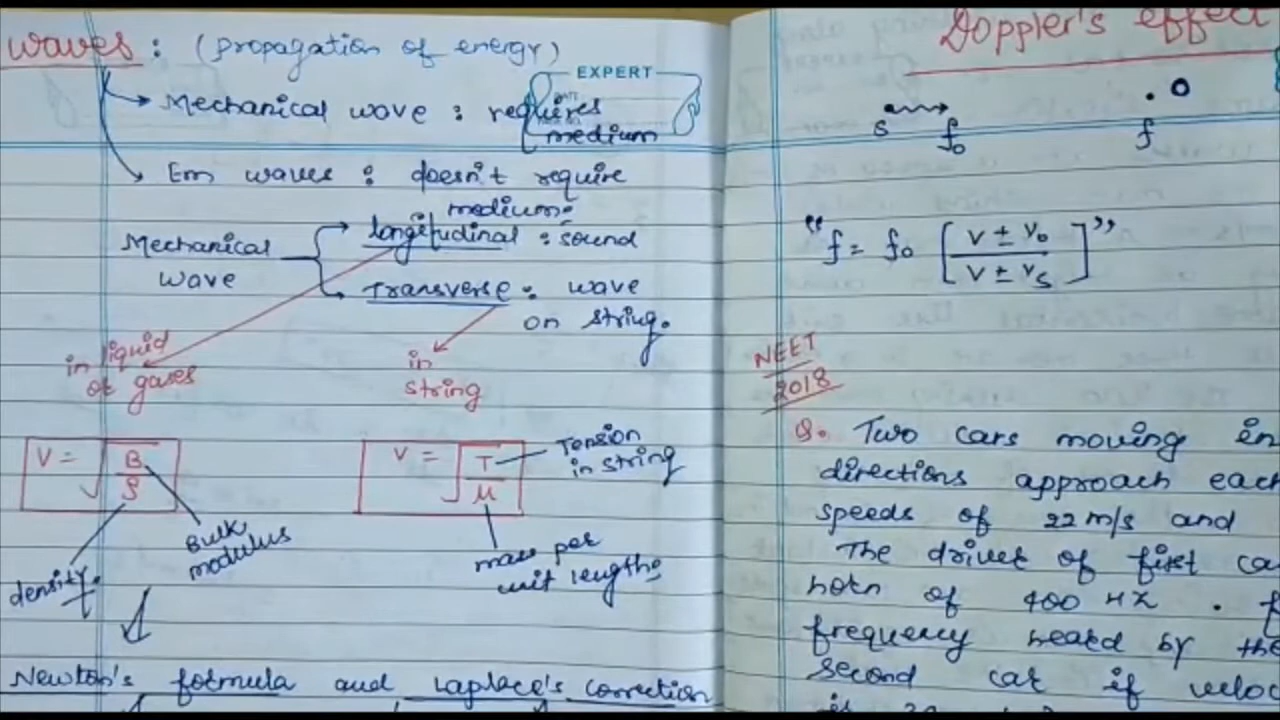 waves: (propagation of energy)
EXPERT
Mechanical wave : requires
medium
Em waves : doesn't require
medium.
Mechanical
wave
longitudinal : sound
Transverse : wave
on string.
in liquid
or gases
in
string
V = √B/ρ
Bulk
modulus
density.
V = √T/μ
Tension
in string
mass per
unit length.
Newton's formula and Laplace's correction
Doppler's effect
S
f₀
O
f
"f = f₀ [V ± V₀ / V ± Vs]"
NEET
2018
Q. Two cars moving in
directions approach each
speeds of 22 m/s and
The driver of first ca
horn of 400 HZ .
frequency heard by the
second car if veloc